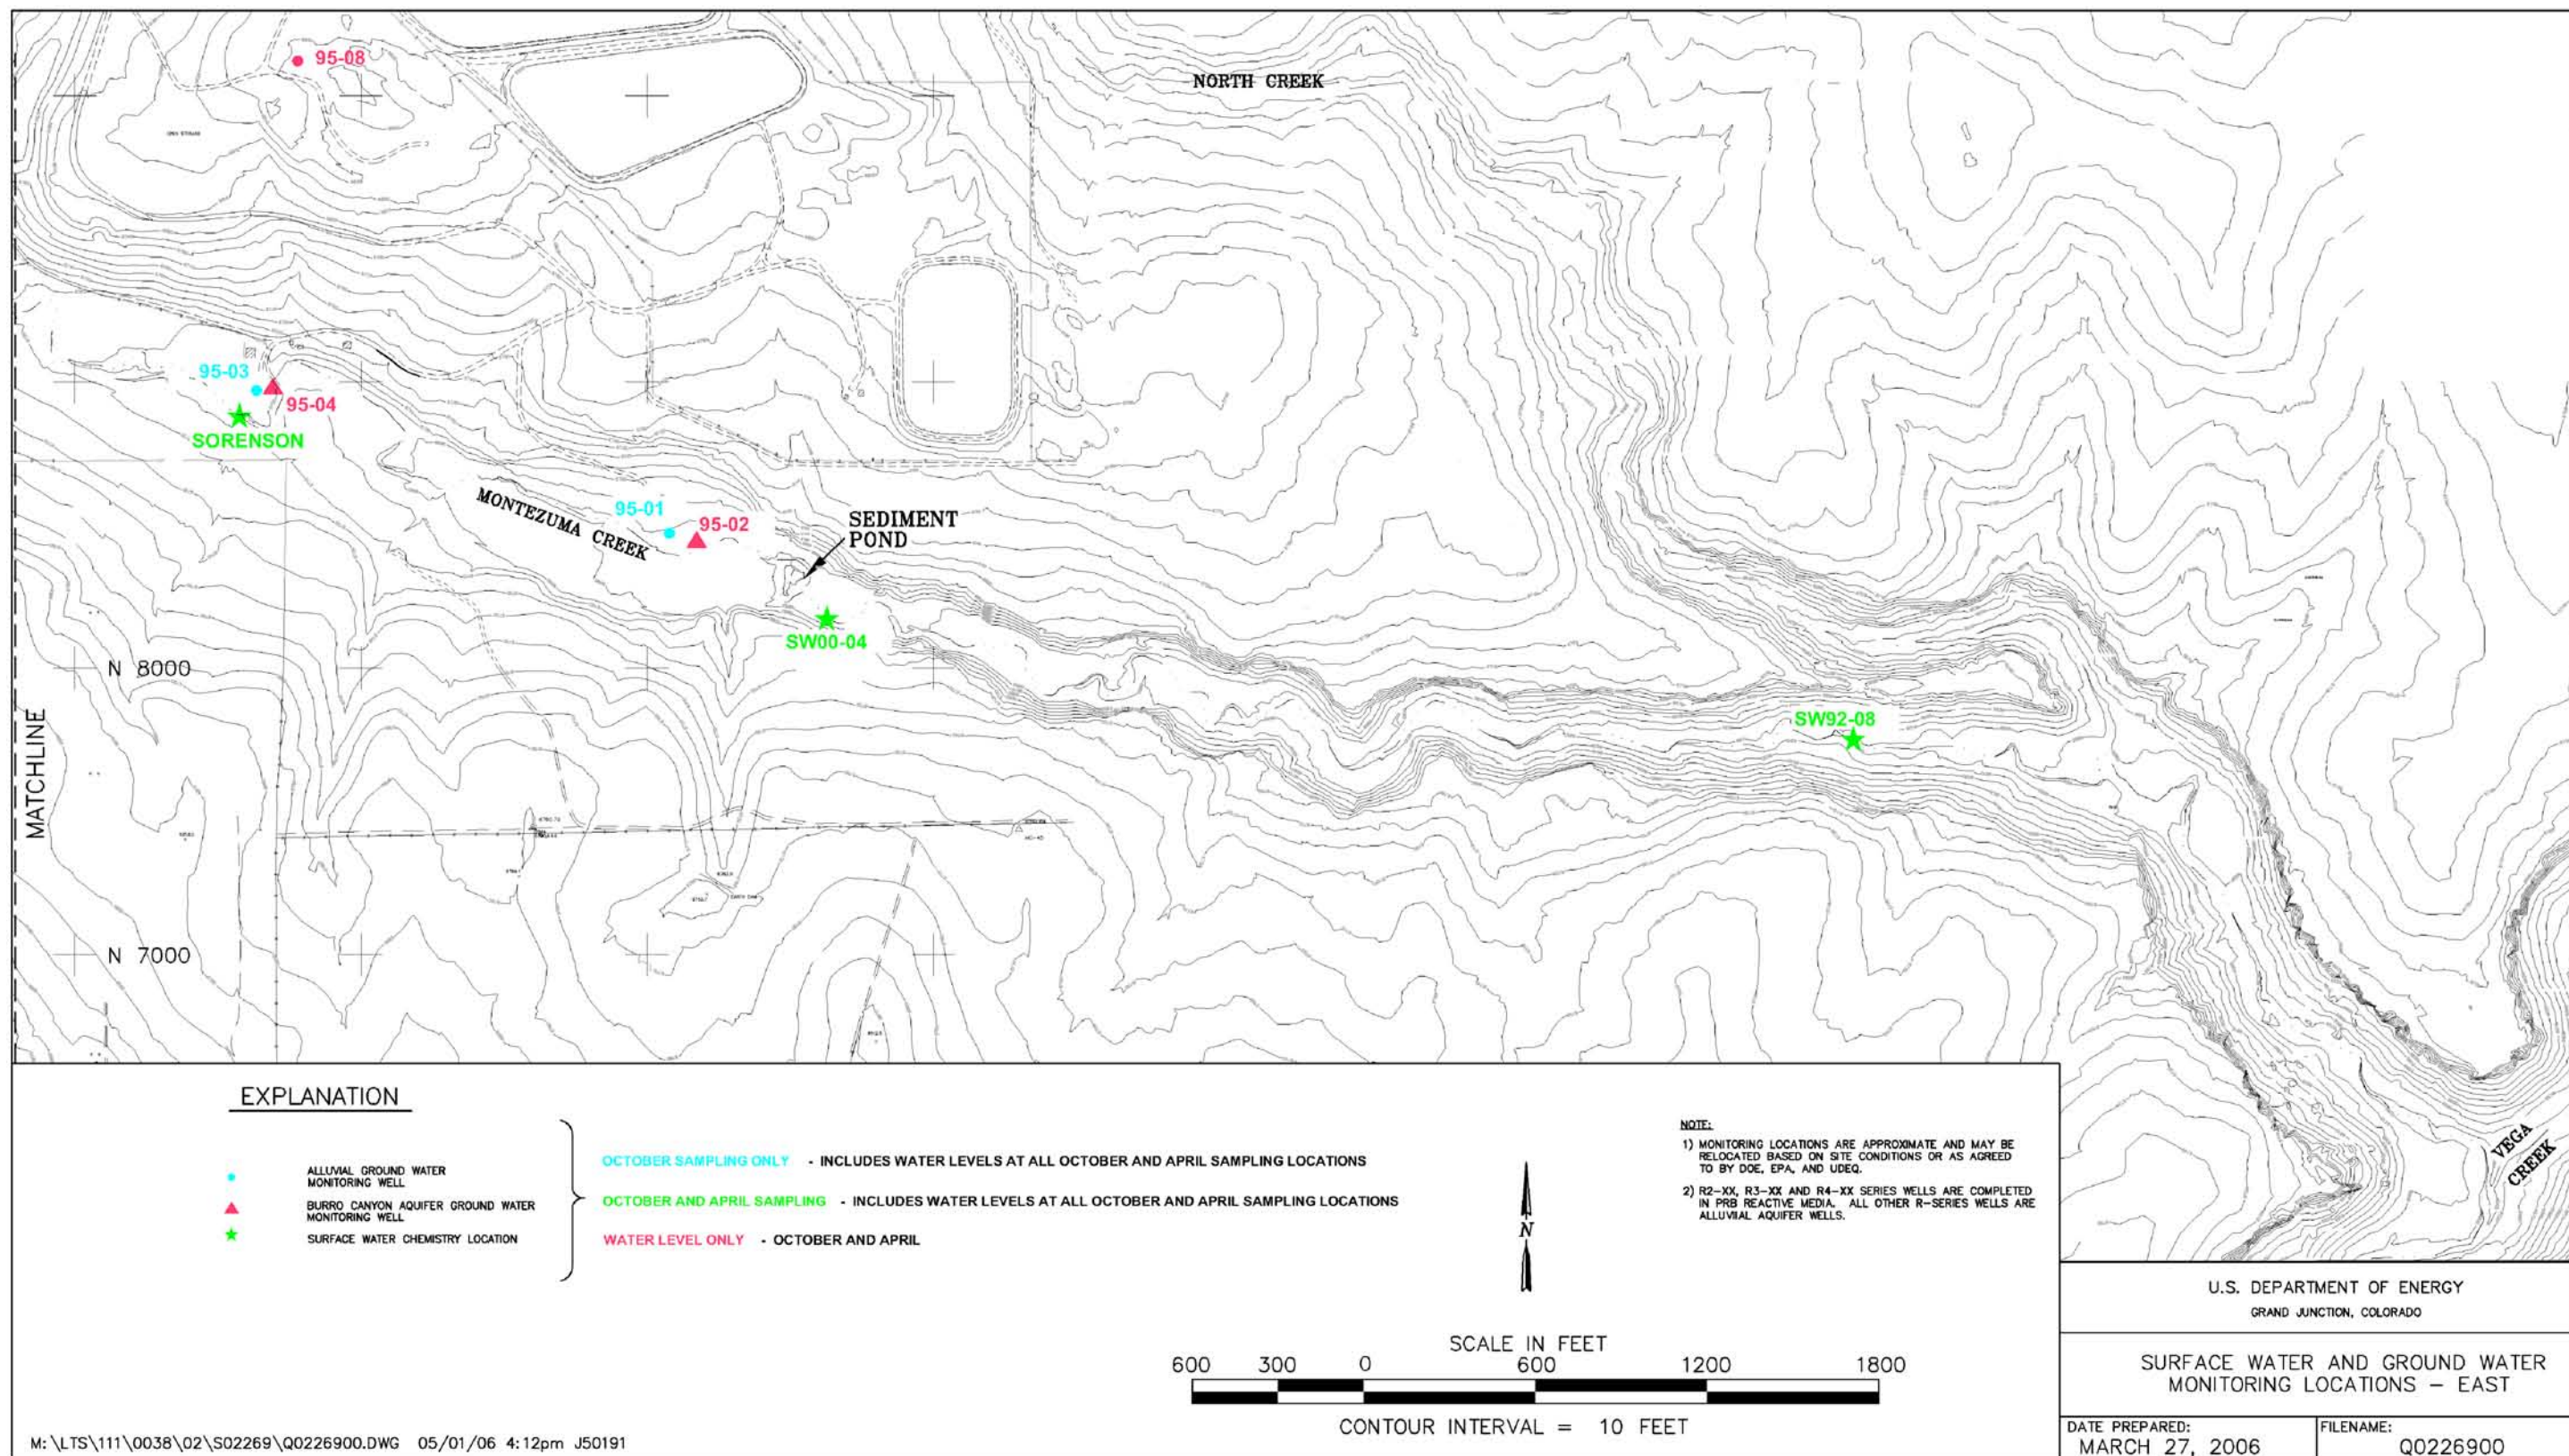 95-08
NORTH CREEK
95-03
95-04
SORENSON
MONTEZUMA CREEK
95-01
95-02
SEDIMENT
POND
SW00-04
N 8000
SW92-08
MATCHLINE
N 7000
VEGA
CREEK
EXPLANATION
ALLUVIAL GROUND WATER
MONITORING WELL
BURRO CANYON AQUIFER GROUND WATER
MONITORING WELL
SURFACE WATER CHEMISTRY LOCATION
OCTOBER SAMPLING ONLY - INCLUDES WATER LEVELS AT ALL OCTOBER AND APRIL SAMPLING LOCATIONS
OCTOBER AND APRIL SAMPLING - INCLUDES WATER LEVELS AT ALL OCTOBER AND APRIL SAMPLING LOCATIONS
WATER LEVEL ONLY - OCTOBER AND APRIL
N
NOTE:
1) MONITORING LOCATIONS ARE APPROXIMATE AND MAY BE
RELOCATED BASED ON SITE CONDITIONS OR AS AGREED
TO BY DOE, EPA, AND UDEQ.
2) R2-XX, R3-XX AND R4-XX SERIES WELLS ARE COMPLETED
IN PRB REACTIVE MEDIA. ALL OTHER R-SERIES WELLS ARE
ALLUVIAL AQUIFER WELLS.
SCALE IN FEET
600 300 0 600 1200 1800
CONTOUR INTERVAL = 10 FEET
U.S. DEPARTMENT OF ENERGY
GRAND JUNCTION, COLORADO
SURFACE WATER AND GROUND WATER
MONITORING LOCATIONS - EAST
DATE PREPARED:
MARCH 27, 2006
FILENAME:
Q0226900
M:\LTS\111\0038\02\S02269\Q0226900.DWG 05/01/06 4:12pm J50191